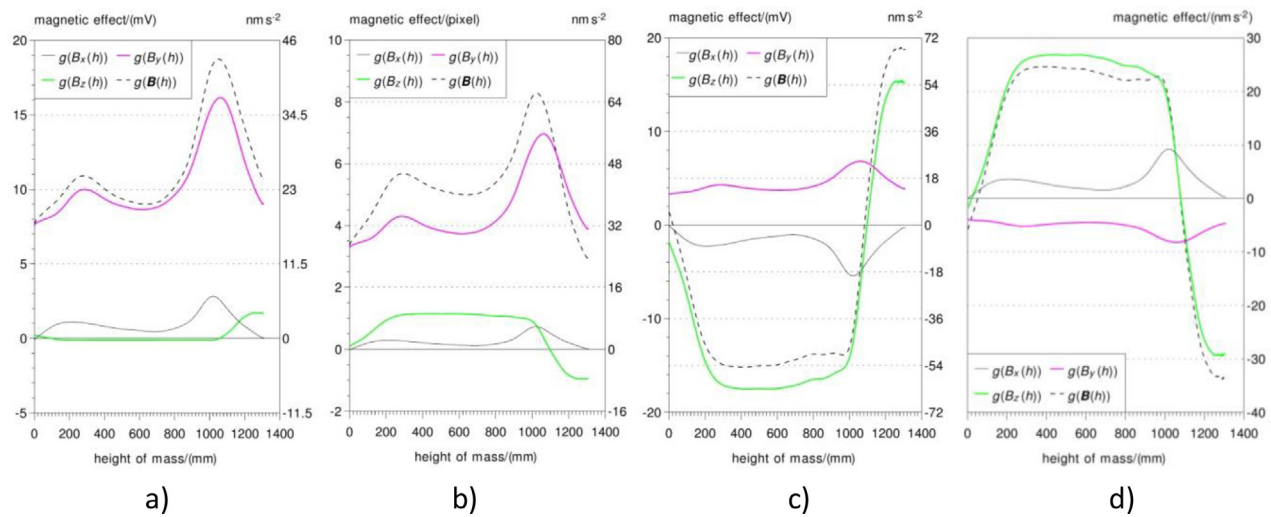 magnetic effect/(mV) nm s-2
20 46
g(Bx(h)) g(By(h))
g(Bz(h)) g(B(h))
15 34.5
10 23
5 11.5
0 0
-5 -11.5
0 200 400 600 800 1000 1200 1400
height of mass/(mm)
a)
magnetic effect/(pixel) nm s-2
10 80
g(Bx(h)) g(By(h))
g(Bz(h)) g(B(h))
8 64
6 48
4 32
2 16
0 0
-2 -16
0 200 400 600 800 1000 1200 1400
height of mass/(mm)
b)
magnetic effect/(mV) nm s-2
20 72
g(Bx(h)) g(By(h))
g(Bz(h)) g(B(h))
54
10 36
18
0 0
-18
-10 -36
-54
-20 -72
0 200 400 600 800 1000 1200 1400
height of mass/(mm)
c)
magnetic effect/(nm s-2)
30
20
10
0
-10
-20
-30
g(Bx(h)) g(By(h))
g(Bz(h)) g(B(h))
-40
0 200 400 600 800 1000 1200 1400
height of mass/(mm)
d)